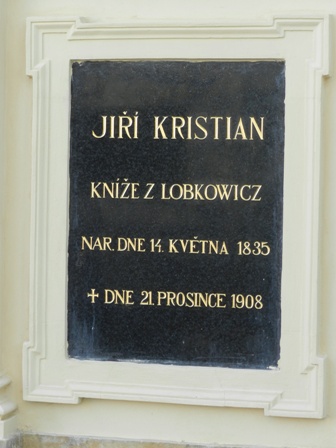 JIŘÍ KRISTIAN
KNÍŽE Z LOBKOWICZ
NAR. DNE 14. KVĚTNA 1835
✝ DNE 21. PROSINCE 1908